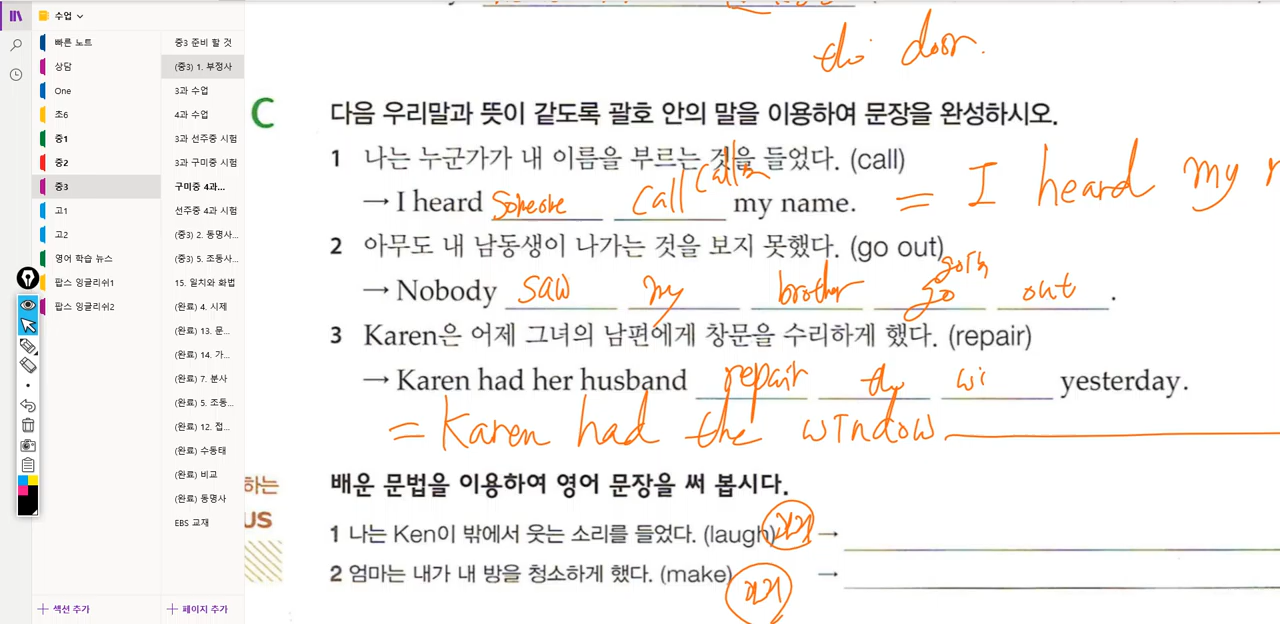 수업
빠른 노트
상담
One
초6
중1
중2
중3
고1
고2
영어 학습 뉴스
팝스 잉글리쉬1
팝스 잉글리쉬2
섹션 추가
중3 준비 할 것
(중3) 1. 부정사
3과 수업
4과 수업
3과 선주중 시험
3과 구미중 시험
구미중 4과...
선주중 4과 시험
(중3) 2. 동명사...
(중3) 5. 조동사...
15. 일치와 화법
(완료) 4. 시제
(완료) 13. 문...
(완료) 14. 가...
(완료) 7. 분사
(완료) 5. 조동...
(완료) 12. 접...
(완료) 수동태
(완료) 비교
(완료) 동명사
EBS 교재
페이지 추가
the door.
C 다음 우리말과 뜻이 같도록 괄호 안의 말을 이용하여 문장을 완성하시오.
1 나는 누군가가 내 이름을 부르는 것을 들었다. (call)
calling
→ I heard someone call my name. = I heard my
2 아무도 내 남동생이 나가는 것을 보지 못했다. (go out)
going
→ Nobody saw my brother go out.
3 Karen은 어제 그녀의 남편에게 창문을 수리하게 했다. (repair)
→ Karen had her husband repair the wi yesterday.
= Karen had the window
하는
US
배운 문법을 이용하여 영어 문장을 써 봅시다.
1 나는 Ken이 밖에서 웃는 소리를 들었다. (laugh) →
2 엄마는 내가 내 방을 청소하게 했다. (make) →